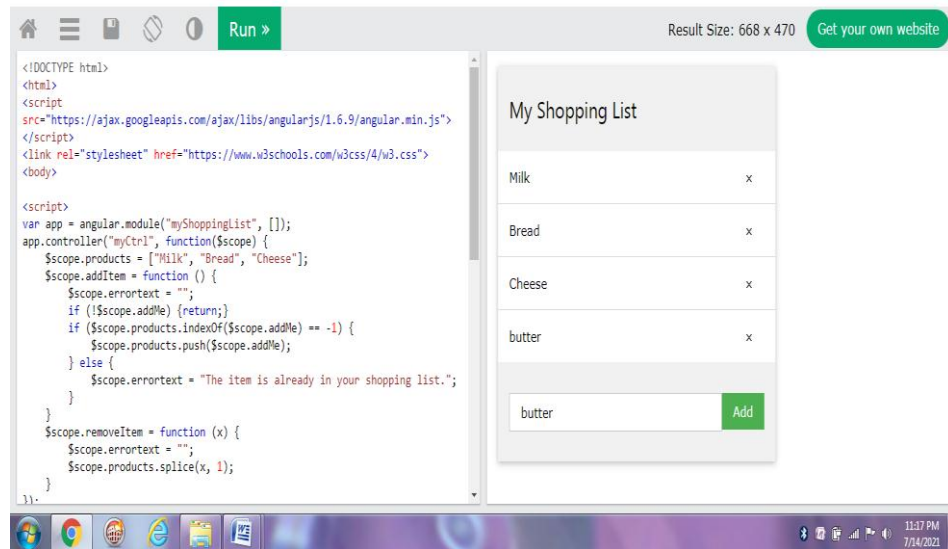 Run »
Result Size: 668 x 470
Get your own website
<!DOCTYPE html>
<html>
<script
src="https://ajax.googleapis.com/ajax/libs/angularjs/1.6.9/angular.min.js">
</script>
<link rel="stylesheet" href="https://www.w3schools.com/w3css/4/w3.css">
<body>
<script>
var app = angular.module("myShoppingList", []);
app.controller("myCtrl", function($scope) {
    $scope.products = ["Milk", "Bread", "Cheese"];
    $scope.addItem = function () {
        $scope.errortext = "";
        if (!$scope.addMe) {return;}
        if ($scope.products.indexOf($scope.addMe) == -1) {
            $scope.products.push($scope.addMe);
        } else {
            $scope.errortext = "The item is already in your shopping list.";
        }
    }
    $scope.removeItem = function (x) {
        $scope.errortext = "";
        $scope.products.splice(x, 1);
    }
});
My Shopping List
Milk x
Bread x
Cheese x
butter x
butter Add
11:17 PM
7/14/2021